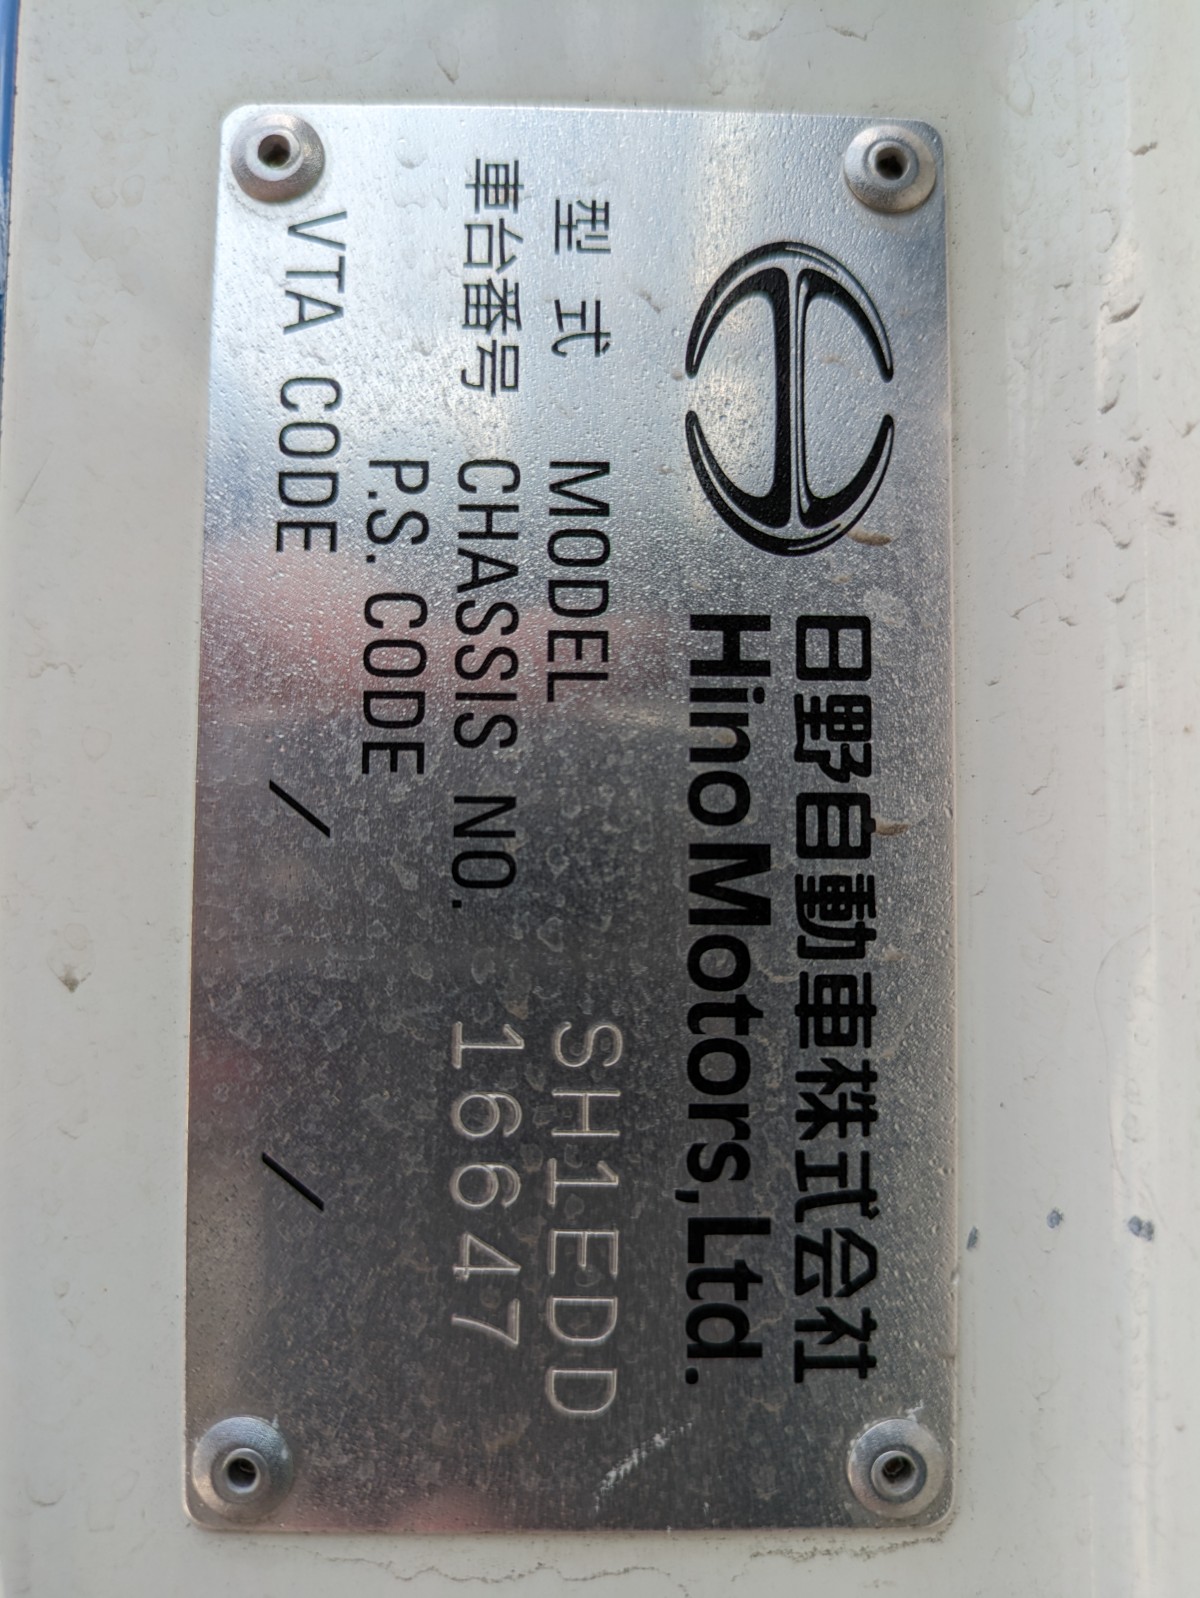 日野自動車株式会社
Hino Motors, Ltd.
型式 MODEL SH1EDD
車台番号 CHASSIS NO. 16647
P.S. CODE
VTA CODE / /